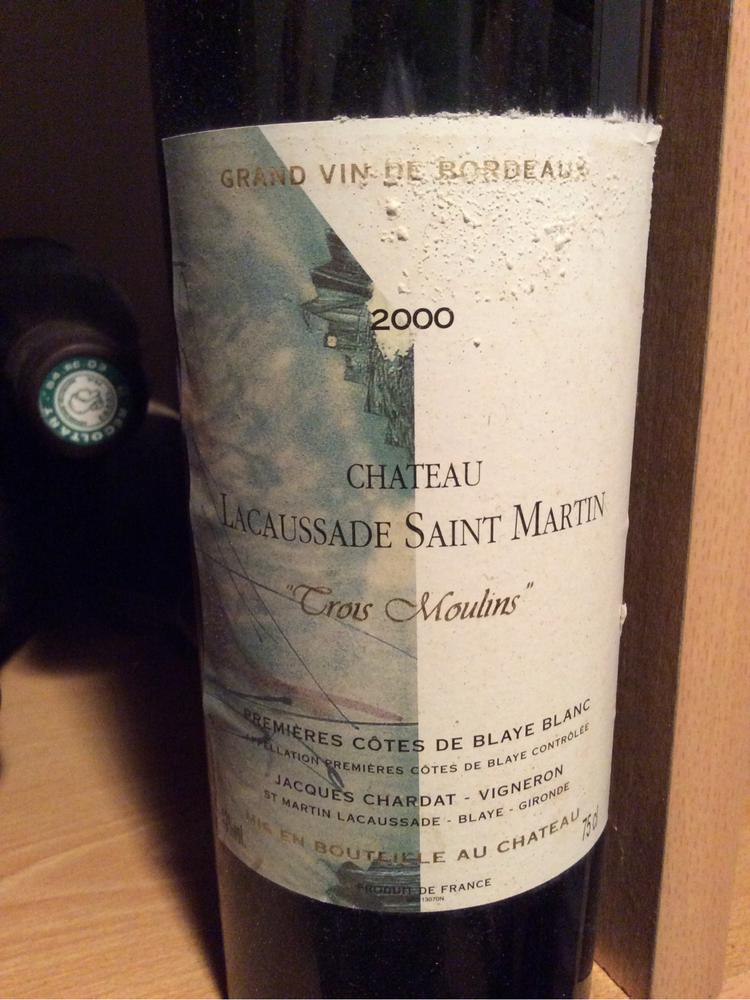 GRAND VIN DE BORDEAUX
2000
CHATEAU
LACAUSSADE SAINT MARTIN
"Trois Moulins"
PREMIÈRES CÔTES DE BLAYE BLANC
APPELLATION PREMIÈRES CÔTES DE BLAYE CONTRÔLÉE
JACQUES CHARDAT - VIGNERON
ST MARTIN LACAUSSADE - BLAYE - GIRONDE
MIS EN BOUTEILLE AU CHATEAU
75 cl
PRODUIT DE FRANCE
RÉCOLTANT